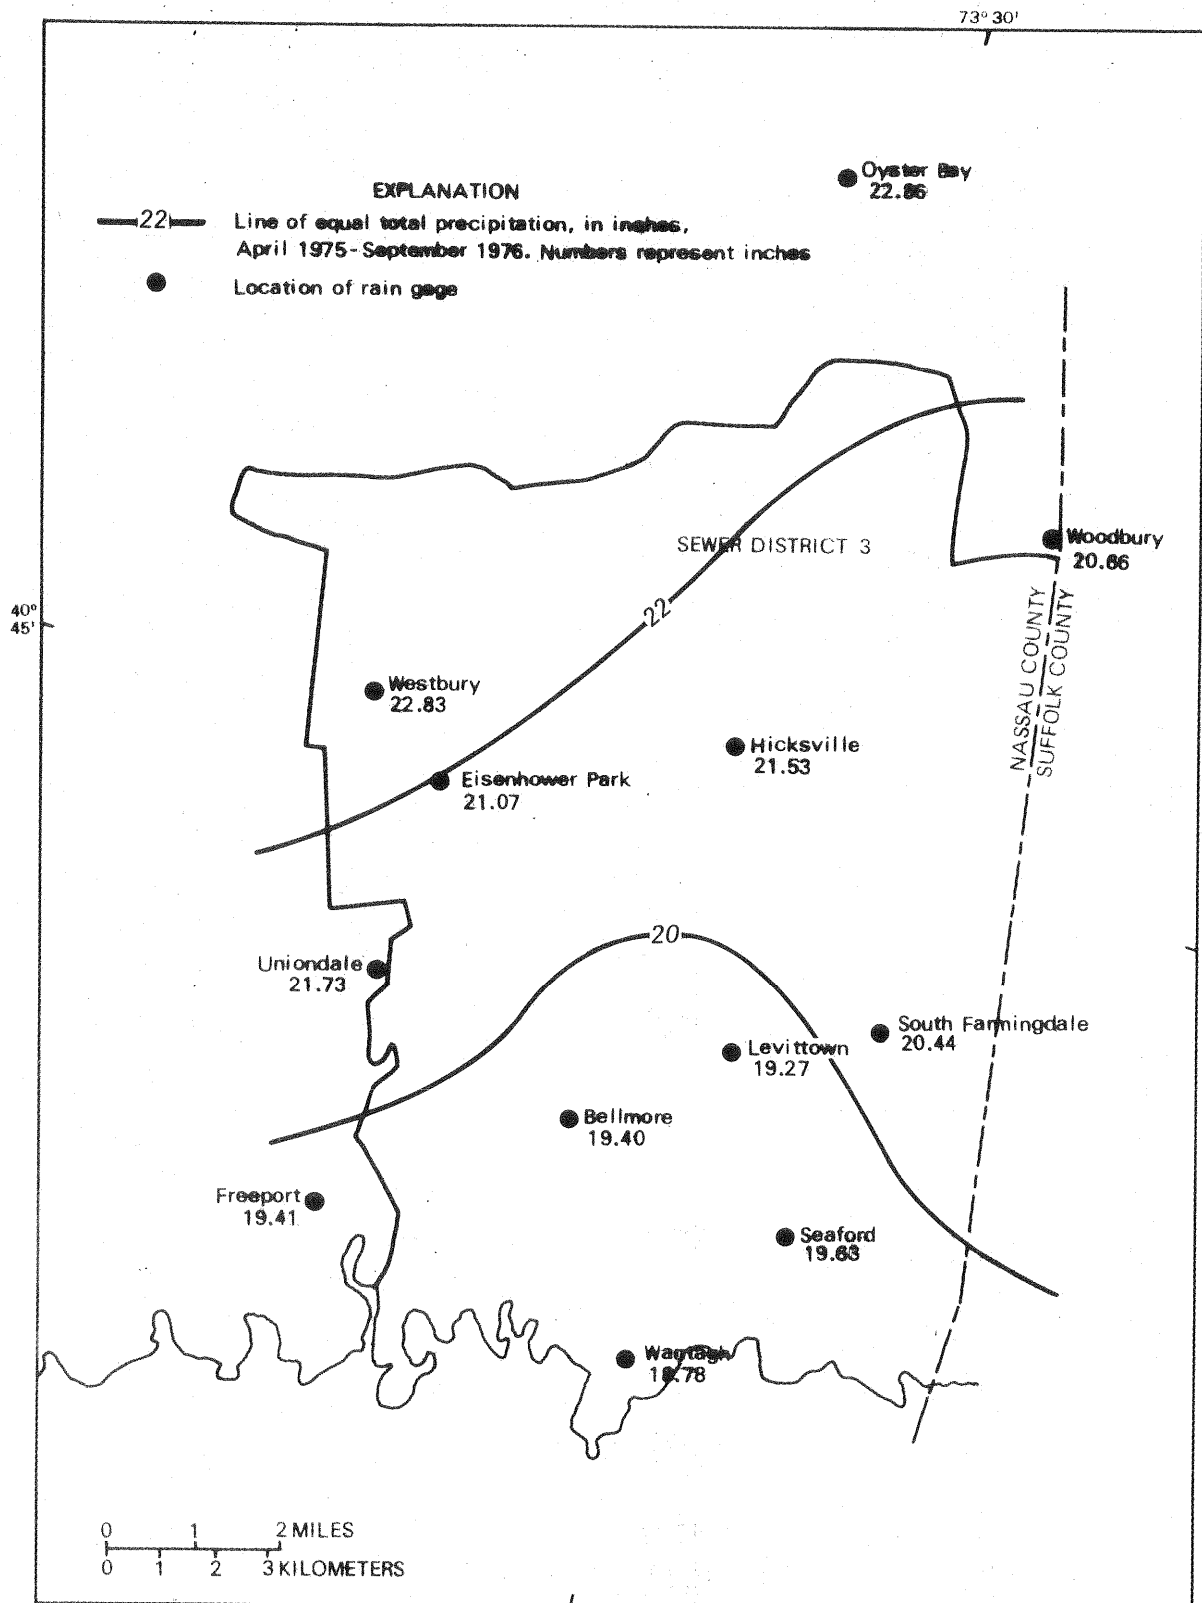 73° 30'
Oyster Bay
22.86
EXPLANATION
22 Line of equal total precipitation, in inches,
April 1975-September 1976. Numbers represent inches
Location of rain gage
SEWER DISTRICT 3
Woodbury
20.66
40°
45'
22
NASSAU COUNTY
SUFFOLK COUNTY
Westbury
22.83
Hicksville
21.53
Eisenhower Park
21.07
20
Uniondale
21.73
South Farmingdale
20.44
Levittown
19.27
Bellmore
19.40
Freeport
19.41
Seaford
19.63
Wantagh
18.78
0 1 2 MILES
0 1 2 3 KILOMETERS